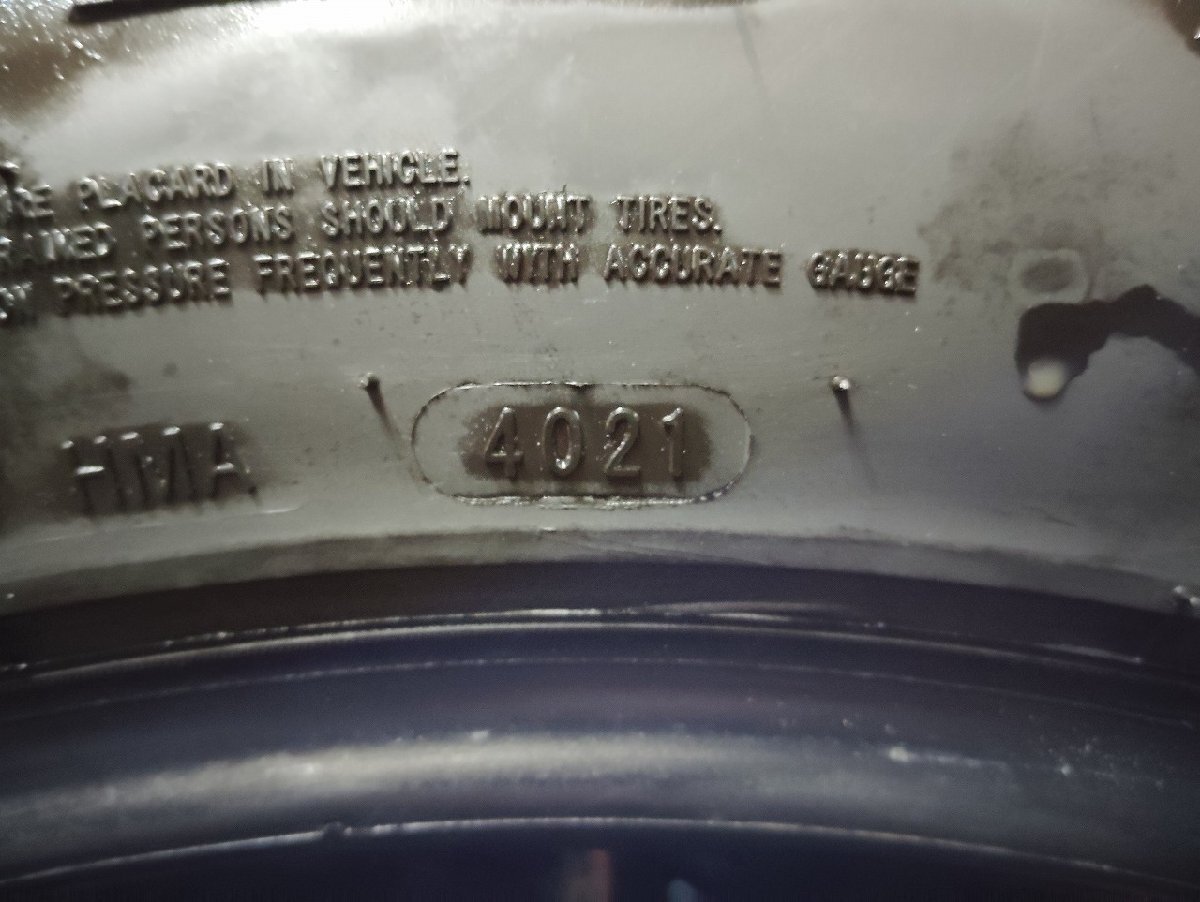 PLACARD IN VEHICLE.
PERSONS SHOULD MOUNT TIRES.
PRESSURE FREQUENTLY WITH ACCURATE GAUGE
HMA 4021